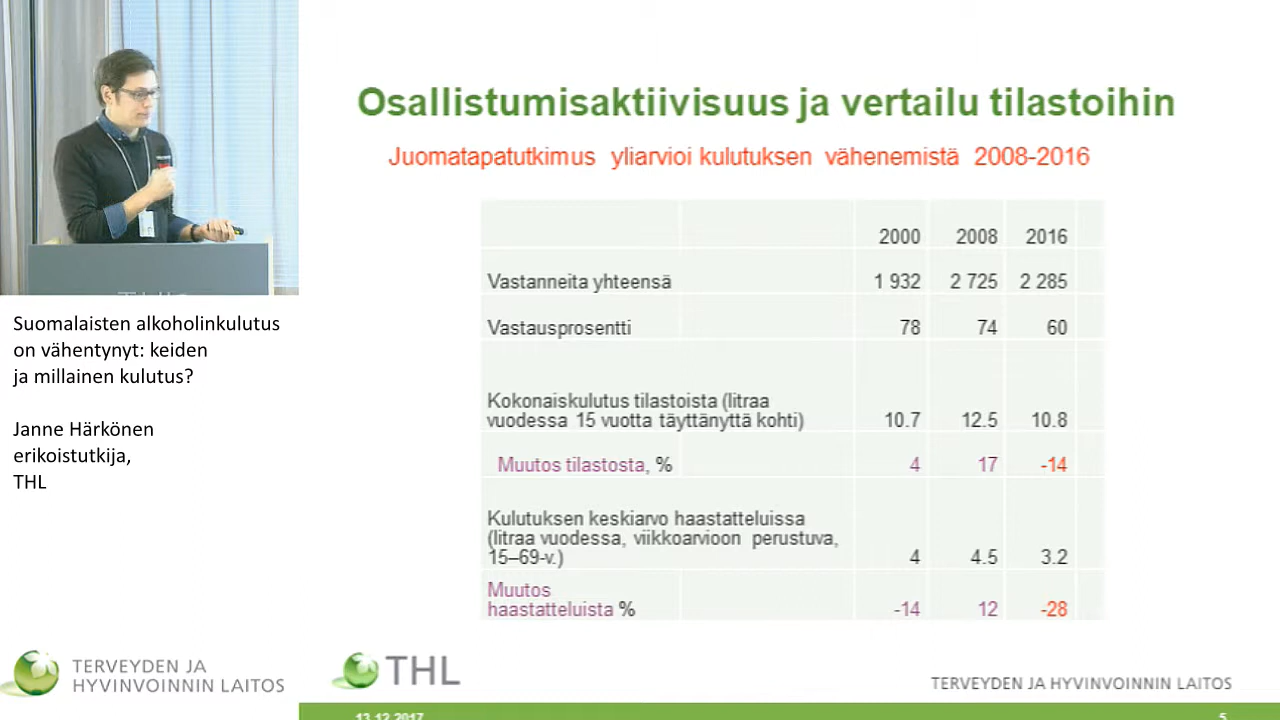 Osallistumisaktiivisuus ja vertailu tilastoihin
Juomatapatutkimus yliarvioi kulutuksen vähenemistä 2008-2016
2000 2008 2016
Vastanneita yhteensä 1 932 2 725 2 285
Vastausprosentti 78 74 60
Kokonaiskulutus tilastoista (litraa
vuodessa 15 vuotta täyttänyttä kohti) 10.7 12.5 10.8
Muutos tilastosta, % 4 17 -14
Kulutuksen keskiarvo haastatteluissa
(litraa vuodessa, viikkoarvioon perustuva,
15–69-v.) 4 4.5 3.2
Muutos
haastatteluista % -14 12 -28
Suomalaisten alkoholinkulutus
on vähentynyt: keiden
ja millainen kulutus?
Janne Härkönen
erikoistutkija,
THL
TERVEYDEN JA
HYVINVOINNIN LAITOS
THL
TERVEYDEN JA HYVINVOINNIN LAITOS
13.12.2017 5